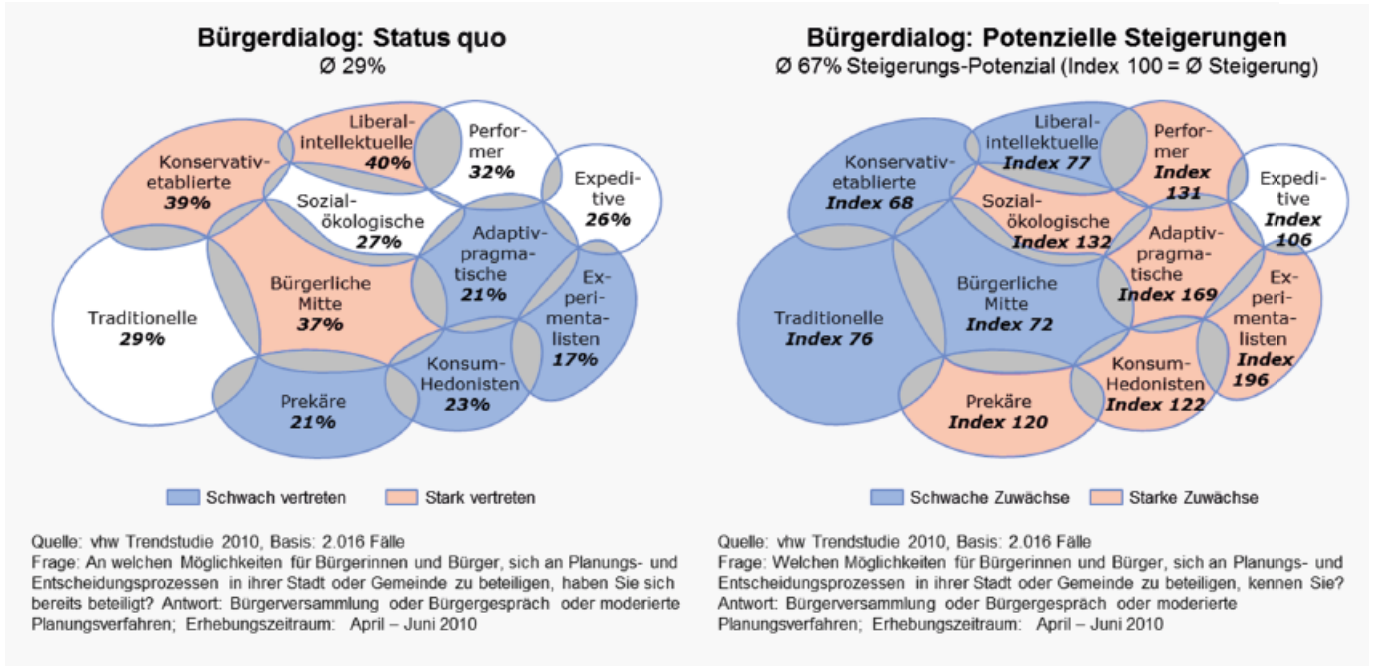 Bürgerdialog: Status quo
Ø 29%
Liberal-
intellektuelle
40%
Perfor-
mer
32%
Konservativ-
etablierte
39%
Expedi-
tive
26%
Sozial-
ökologische
27%
Adaptiv-
pragma-
tische
21%
Bürgerliche
Mitte
37%
Ex-
peri-
menta-
listen
17%
Traditionelle
29%
Konsum-
Hedonisten
23%
Prekäre
21%
Schwach vertreten
Stark vertreten
Quelle: vhw Trendstudie 2010, Basis: 2.016 Fälle
Frage: An welchen Möglichkeiten für Bürgerinnen und Bürger, sich an Planungs- und
Entscheidungsprozessen in ihrer Stadt oder Gemeinde zu beteiligen, haben Sie sich
bereits beteiligt? Antwort: Bürgerversammlung oder Bürgergespräch oder moderierte
Planungsverfahren; Erhebungszeitraum: April – Juni 2010
Bürgerdialog: Potenzielle Steigerungen
Ø 67% Steigerungs-Potenzial (Index 100 = Ø Steigerung)
Liberal-
intellektuelle
Index 77
Perfor-
mer
Index
131
Konservativ-
etablierte
Index 68
Expedi-
tive
Index
106
Sozial-
ökologische
Index 132
Adaptiv-
pragma-
tische
Index 169
Bürgerliche
Mitte
Index 72
Ex-
peri-
menta-
listen
Index
196
Traditionelle
Index 76
Konsum-
Hedonisten
Index 122
Prekäre
Index 120
Schwache Zuwächse
Starke Zuwächse
Quelle: vhw Trendstudie 2010, Basis: 2.016 Fälle
Frage: Welchen Möglichkeiten für Bürgerinnen und Bürger, sich an Planungs- und
Entscheidungsprozessen in ihrer Stadt oder Gemeinde zu beteiligen, kennen Sie?
Antwort: Bürgerversammlung oder Bürgergespräch oder moderierte
Planungsverfahren; Erhebungszeitraum: April – Juni 2010